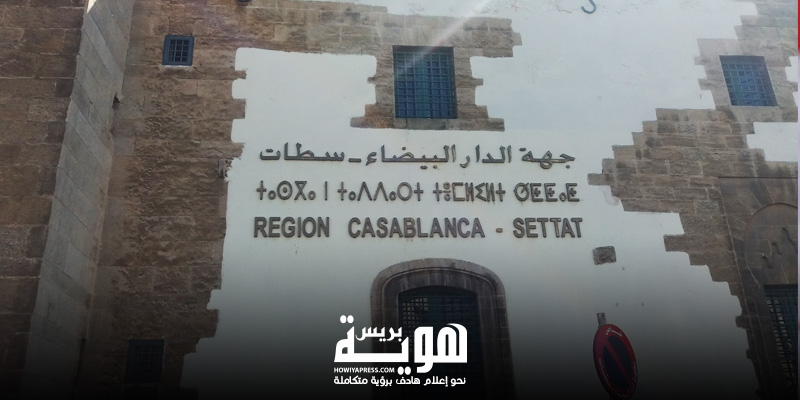 جهة الدار البيضاء - سطات
ⵜⴰⵙⴳⴰ ⵏ ⵜⴰⴷⴷⴰⵔⵜ ⵜⵓⵎⵍⵉⵍⵜ ⵚⵟⵟⴰⵟ
REGION CASABLANCA - SETTAT
هوية بريس
HOWIYAPRESS.COM
نحو إعلام هادف برؤية متكاملة